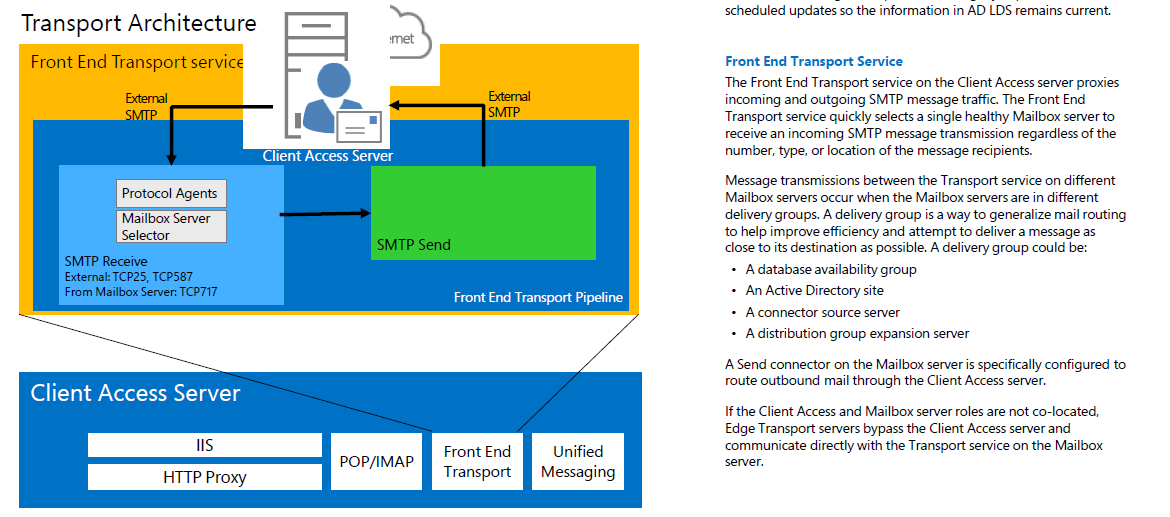 Transport Architecture
Front End Transport service
External
SMTP
External
SMTP
Client Access Server
Protocol Agents
Mailbox Server
Selector
SMTP Receive
External: TCP25, TCP587
From Mailbox Server: TCP717
SMTP Send
Front End Transport Pipeline
Client Access Server
IIS
HTTP Proxy
POP/IMAP
Front End
Transport
Unified
Messaging
scheduled updates so the information in AD LDS remains current.
Front End Transport Service
The Front End Transport service on the Client Access server proxies
incoming and outgoing SMTP message traffic. The Front End
Transport service quickly selects a single healthy Mailbox server to
receive an incoming SMTP message transmission regardless of the
number, type, or location of the message recipients.
Message transmissions between the Transport service on different
Mailbox servers occur when the Mailbox servers are in different
delivery groups. A delivery group is a way to generalize mail routing
to help improve efficiency and attempt to deliver a message as
close to its destination as possible. A delivery group could be:
• A database availability group
• An Active Directory site
• A connector source server
• A distribution group expansion server
A Send connector on the Mailbox server is specifically configured to
route outbound mail through the Client Access server.
If the Client Access and Mailbox server roles are not co-located,
Edge Transport servers bypass the Client Access server and
communicate directly with the Transport service on the Mailbox
server.